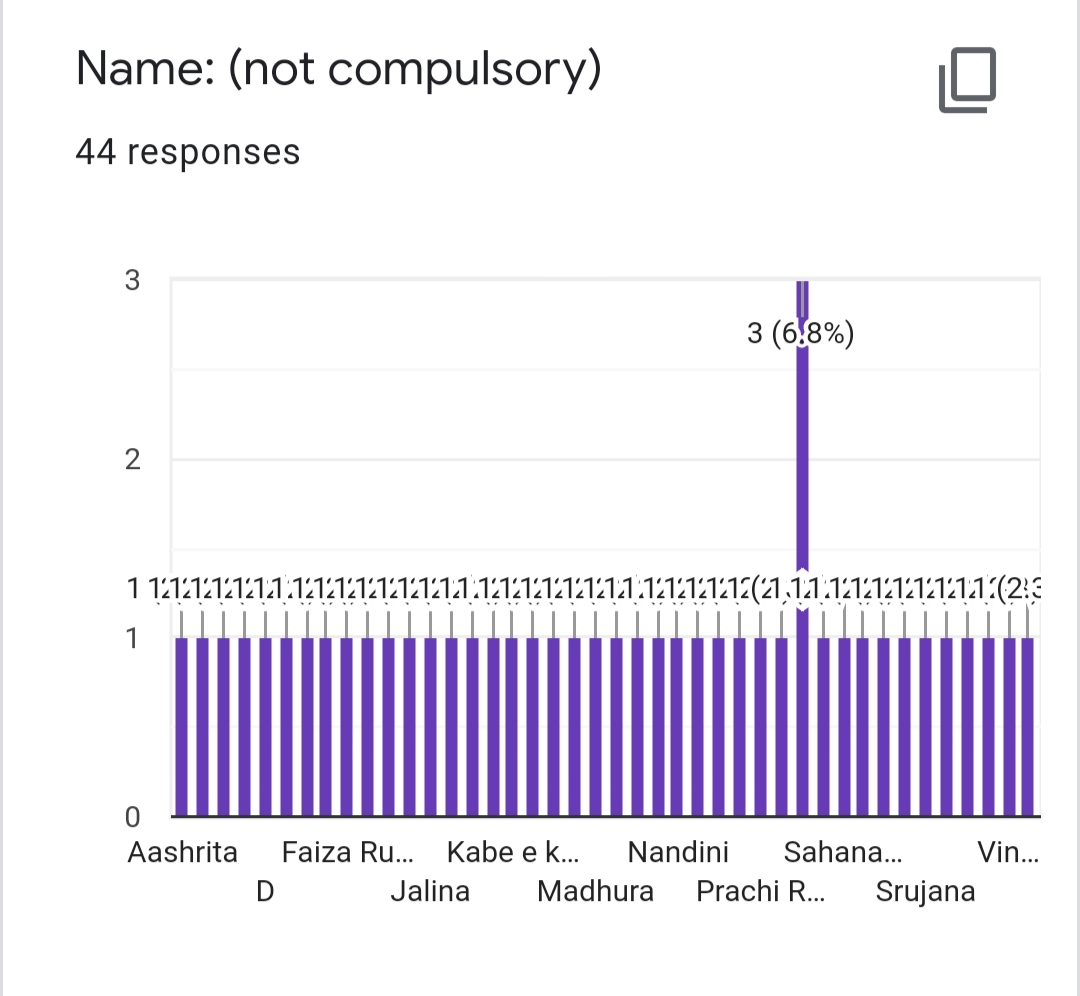 Name: (not compulsory)
44 responses
3
3 (6.8%)
2
1
0
Aashrita
Faiza Ru...
Kabe e k...
Nandini
Sahana...
Vin...
D
Jalina
Madhura
Prachi R...
Srujana